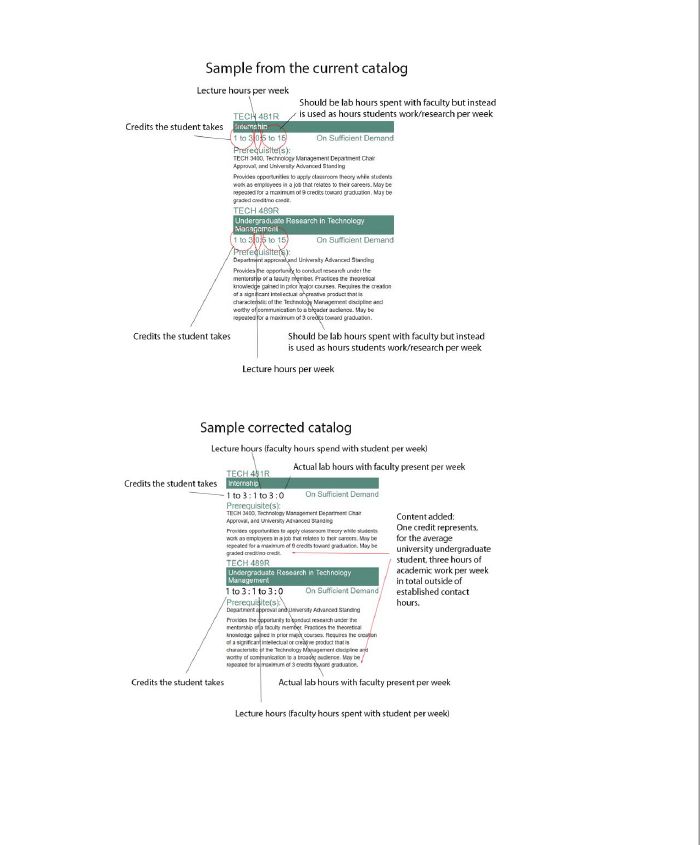 Sample from the current catalog
Lecture hours per week
Should be lab hours spent with faculty but instead
is used as hours students work/research per week
TECH 481R
Credits the student takes
Internship
1 to 3:0:5 to 15
On Sufficient Demand
Prerequisite(s):
TECH 3400, Technology Management Department Chair
Approval, and University Advanced Standing
Provides opportunities to apply classroom theory while students
work as employees in a job that relates to their careers. May be
repeated for a maximum of 9 credits toward graduation. May be
graded credit/no credit.
TECH 489R
Undergraduate Research in Technology
Management
1 to 3:0:5 to 15
On Sufficient Demand
Prerequisite(s):
Department approval and University Advanced Standing
Provides the opportunity to conduct research under the
mentorship of a faculty member. Practices the theoretical
knowledge gained in prior major courses. Requires the creation
of a significant intellectual or creative product that is
characteristic of the Technology Management discipline and
worthy of communication to a broader audience. May be
repeated for a maximum of 3 credits toward graduation.
Credits the student takes
Should be lab hours spent with faculty but instead
is used as hours students work/research per week
Lecture hours per week
Sample corrected catalog
Lecture hours (faculty hours spend with student per week)
Actual lab hours with faculty present per week
TECH 481R
Credits the student takes
Internship
1 to 3 : 1 to 3 : 0
On Sufficient Demand
Prerequisite(s):
TECH 3400, Technology Management Department Chair
Approval, and University Advanced Standing
Provides opportunities to apply classroom theory while students
work as employees in a job that relates to their careers. May be
repeated for a maximum of 9 credits toward graduation. May be
graded credit/no credit.
Content added:
One credit represents,
for the average
university undergraduate
student, three hours of
academic work per week
in total outside of
established contact
hours.
TECH 489R
Undergraduate Research in Technology
Management
1 to 3 : 1 to 3 : 0
On Sufficient Demand
Prerequisite(s):
Department approval and University Advanced Standing
Provides the opportunity to conduct research under the
mentorship of a faculty member. Practices the theoretical
knowledge gained in prior major courses. Requires the creation
of a significant intellectual or creative product that is
characteristic of the Technology Management discipline and
worthy of communication to a broader audience. May be
repeated for a maximum of 3 credits toward graduation.
Credits the student takes
Actual lab hours with faculty present per week
Lecture hours (faculty hours spent with student per week)